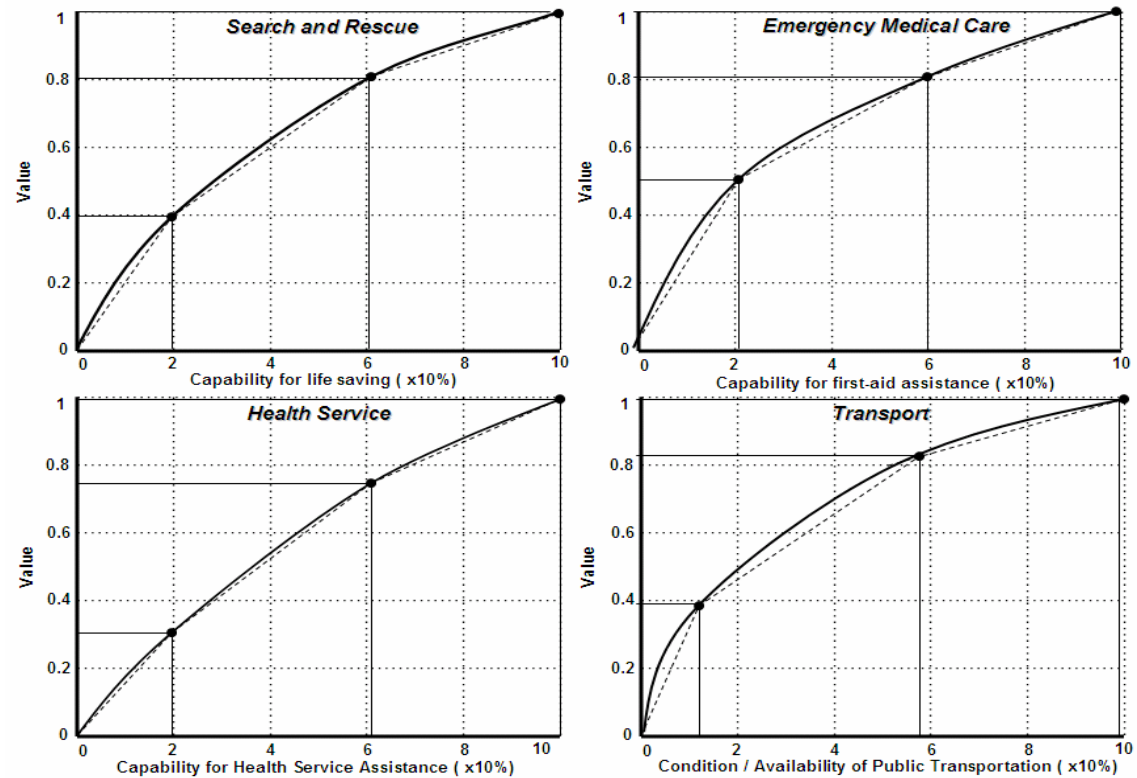 Search and Rescue
1
0.8
0.6
0.4
0.2
0
Value
0 2 4 6 8 10
Capability for life saving ( x10%)
Emergency Medical Care
1
0.8
0.6
0.4
0.2
0
Value
0 2 4 6 8 10
Capability for first-aid assistance ( x10%)
Health Service
1
0.8
0.6
0.4
0.2
0
Value
0 2 4 6 8 10
Capability for Health Service Assistance ( x10%)
Transport
1
0.8
0.6
0.4
0.2
0
Value
0 2 4 6 8 10
Condition / Availability of Public Transportation ( x10%)